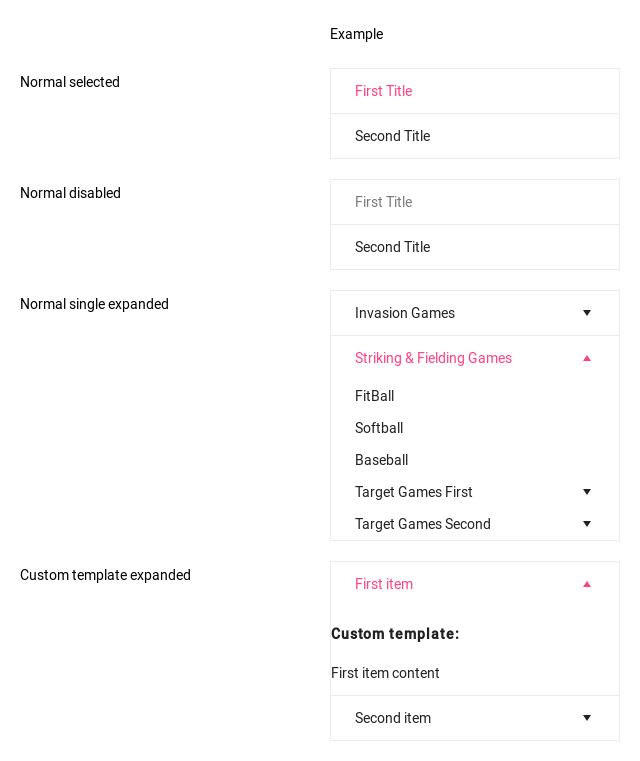 Example
Normal selected
First Title
Second Title
Normal disabled
First Title
Second Title
Normal single expanded
Invasion Games
Striking & Fielding Games
FitBall
Softball
Baseball
Target Games First
Target Games Second
Custom template expanded
First item
Custom template:
First item content
Second item